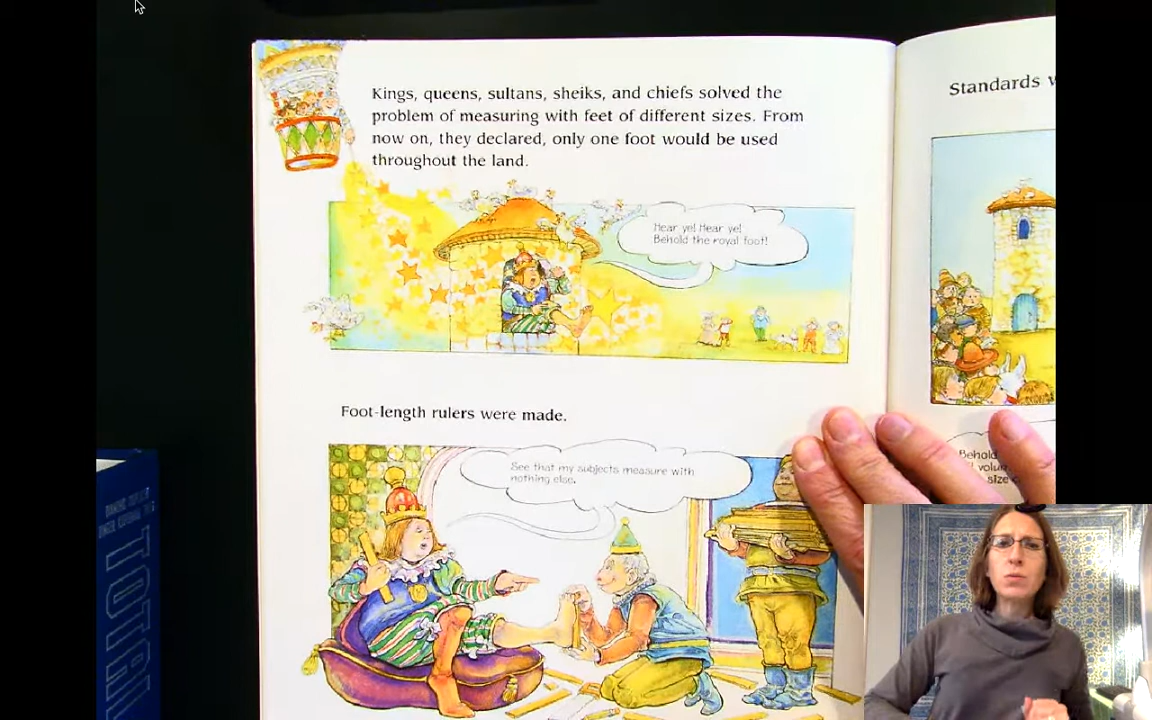 Kings, queens, sultans, sheiks, and chiefs solved the
problem of measuring with feet of different sizes. From
now on, they declared, only one foot would be used
throughout the land.
Hear ye! Hear ye!
Behold the royal foot!
Foot-length rulers were made.
See that my subjects measure with
nothing else.
Standards
Behold
size